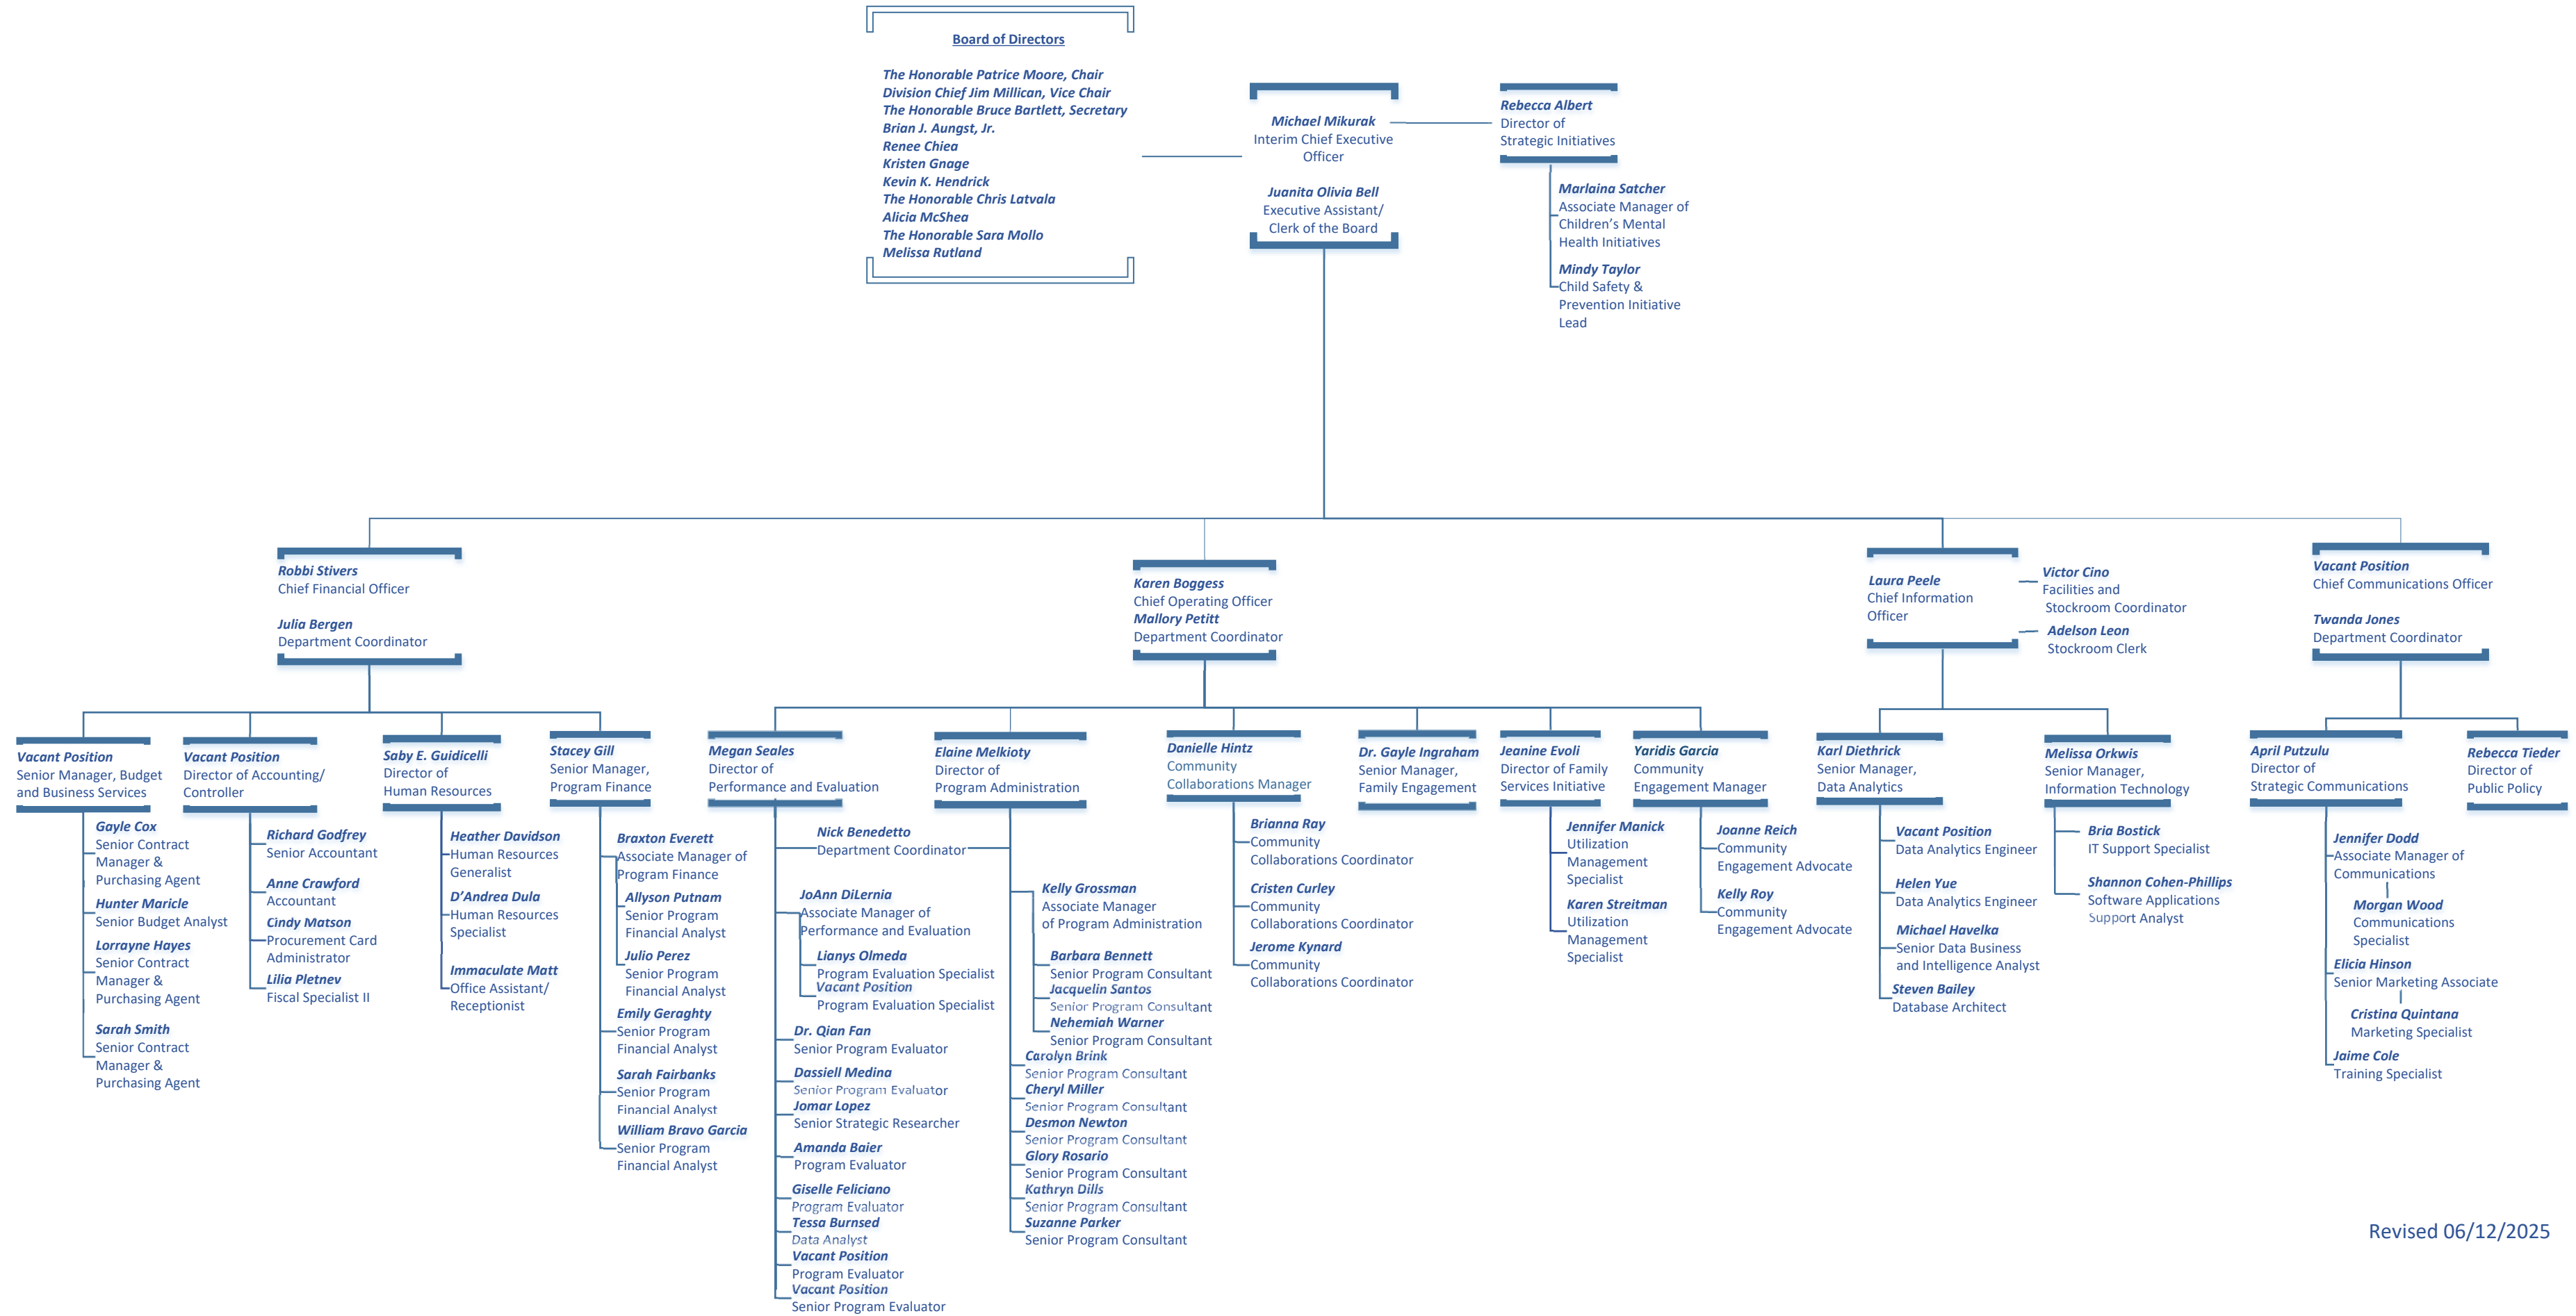 Board of Directors
The Honorable Patrice Moore, Chair
Division Chief Jim Millican, Vice Chair
The Honorable Bruce Bartlett, Secretary
Brian J. Aungst, Jr.
Renee Chiea
Kristen Gnage
Kevin K. Hendrick
The Honorable Chris Latvala
Alicia McShea
The Honorable Sara Mollo
Melissa Rutland
Michael Mikurak
Interim Chief Executive
Officer
Juanita Olivia Bell
Executive Assistant/
Clerk of the Board
Rebecca Albert
Director of
Strategic Initiatives
Marlaina Satcher
Associate Manager of
Children's Mental
Health Initiatives
Mindy Taylor
Child Safety &
Prevention Initiative
Lead
Robbi Stivers
Chief Financial Officer
Julia Bergen
Department Coordinator
Karen Boggess
Chief Operating Officer
Mallory Petitt
Department Coordinator
Laura Peele
Chief Information
Officer
Victor Cino
Facilities and
Stockroom Coordinator
Adelson Leon
Stockroom Clerk
Vacant Position
Chief Communications Officer
Twanda Jones
Department Coordinator
Vacant Position
Senior Manager, Budget
and Business Services
Gayle Cox
Senior Contract
Manager &
Purchasing Agent
Hunter Maricle
Senior Budget Analyst
Lorrayne Hayes
Senior Contract
Manager &
Purchasing Agent
Sarah Smith
Senior Contract
Manager &
Purchasing Agent
Vacant Position
Director of Accounting/
Controller
Richard Godfrey
Senior Accountant
Anne Crawford
Accountant
Cindy Matson
Procurement Card
Administrator
Lilia Pletnev
Fiscal Specialist II
Saby E. Guidicelli
Director of
Human Resources
Heather Davidson
Human Resources
Generalist
D'Andrea Dula
Human Resources
Specialist
Immaculate Matt
Office Assistant/
Receptionist
Stacey Gill
Senior Manager,
Program Finance
Braxton Everett
Associate Manager of
Program Finance
Allyson Putnam
Senior Program
Financial Analyst
Julio Perez
Senior Program
Financial Analyst
Emily Geraghty
Senior Program
Financial Analyst
Sarah Fairbanks
Senior Program
Financial Analyst
William Bravo Garcia
Senior Program
Financial Analyst
Megan Seales
Director of
Performance and Evaluation
Nick Benedetto
Department Coordinator
JoAnn DiLernia
Associate Manager of
Performance and Evaluation
Lianys Olmeda
Program Evaluation Specialist
Vacant Position
Program Evaluation Specialist
Dr. Qian Fan
Senior Program Evaluator
Dassiell Medina
Senior Program Evaluator
Jomar Lopez
Senior Strategic Researcher
Amanda Baier
Program Evaluator
Giselle Feliciano
Program Evaluator
Tessa Burnsed
Data Analyst
Vacant Position
Program Evaluator
Vacant Position
Senior Program Evaluator
Elaine Melkioty
Director of
Program Administration
Kelly Grossman
Associate Manager
of Program Administration
Barbara Bennett
Senior Program Consultant
Jacquelin Santos
Senior Program Consultant
Nehemiah Warner
Senior Program Consultant
Carolyn Brink
Senior Program Consultant
Cheryl Miller
Senior Program Consultant
Desmon Newton
Senior Program Consultant
Glory Rosario
Senior Program Consultant
Kathryn Dills
Senior Program Consultant
Suzanne Parker
Senior Program Consultant
Danielle Hintz
Community
Collaborations Manager
Brianna Ray
Community
Collaborations Coordinator
Cristen Curley
Community
Collaborations Coordinator
Jerome Kynard
Community
Collaborations Coordinator
Dr. Gayle Ingraham
Senior Manager,
Family Engagement
Jeanine Evoli
Director of Family
Services Initiative
Jennifer Manick
Utilization
Management
Specialist
Karen Streitman
Utilization
Management
Specialist
Yaridis Garcia
Community
Engagement Manager
Joanne Reich
Community
Engagement Advocate
Kelly Roy
Community
Engagement Advocate
Karl Diethrick
Senior Manager,
Data Analytics
Vacant Position
Data Analytics Engineer
Helen Yue
Data Analytics Engineer
Michael Havelka
Senior Data Business
and Intelligence Analyst
Steven Bailey
Database Architect
Melissa Orkwis
Senior Manager,
Information Technology
Bria Bostick
IT Support Specialist
Shannon Cohen-Phillips
Software Applications
Support Analyst
April Putzulu
Director of
Strategic Communications
Jennifer Dodd
Associate Manager of
Communications
Morgan Wood
Communications
Specialist
Elicia Hinson
Senior Marketing Associate
Cristina Quintana
Marketing Specialist
Jaime Cole
Training Specialist
Rebecca Tieder
Director of
Public Policy
Revised 06/12/2025